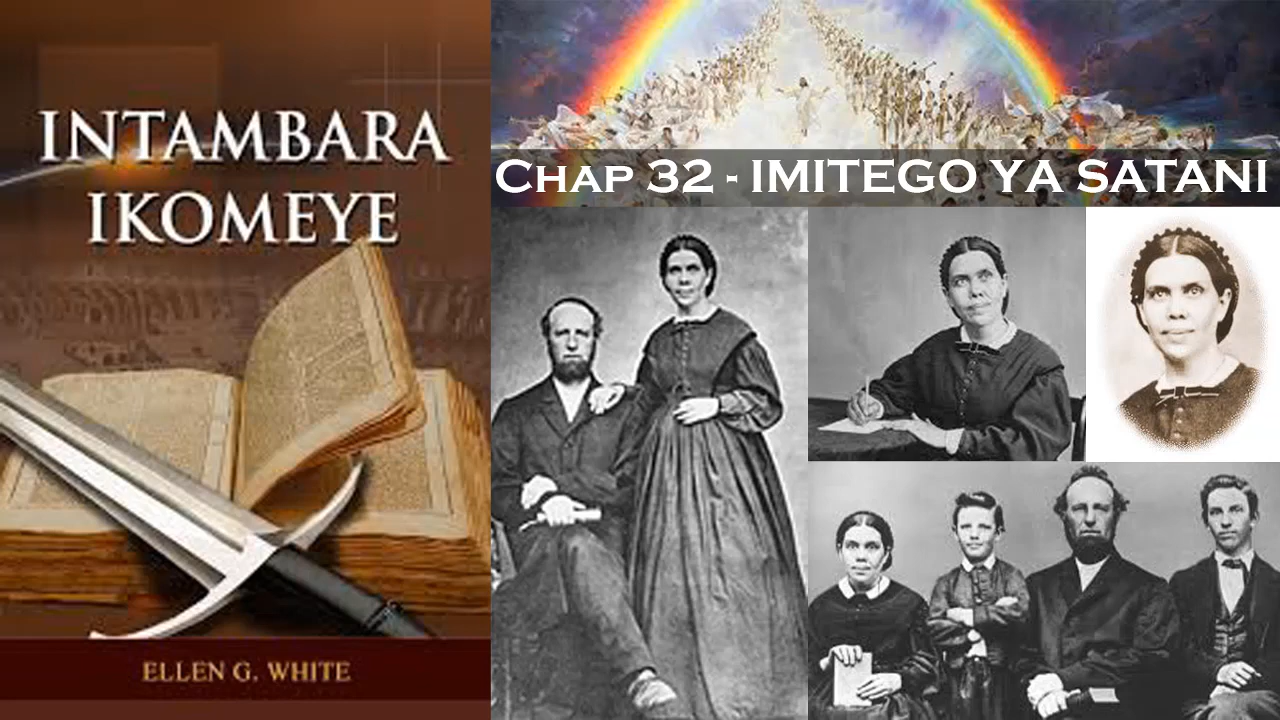 INTAMBARA
IKOMEYE
ELLEN G. WHITE
Chap 32 - IMITEGO YA SATANI